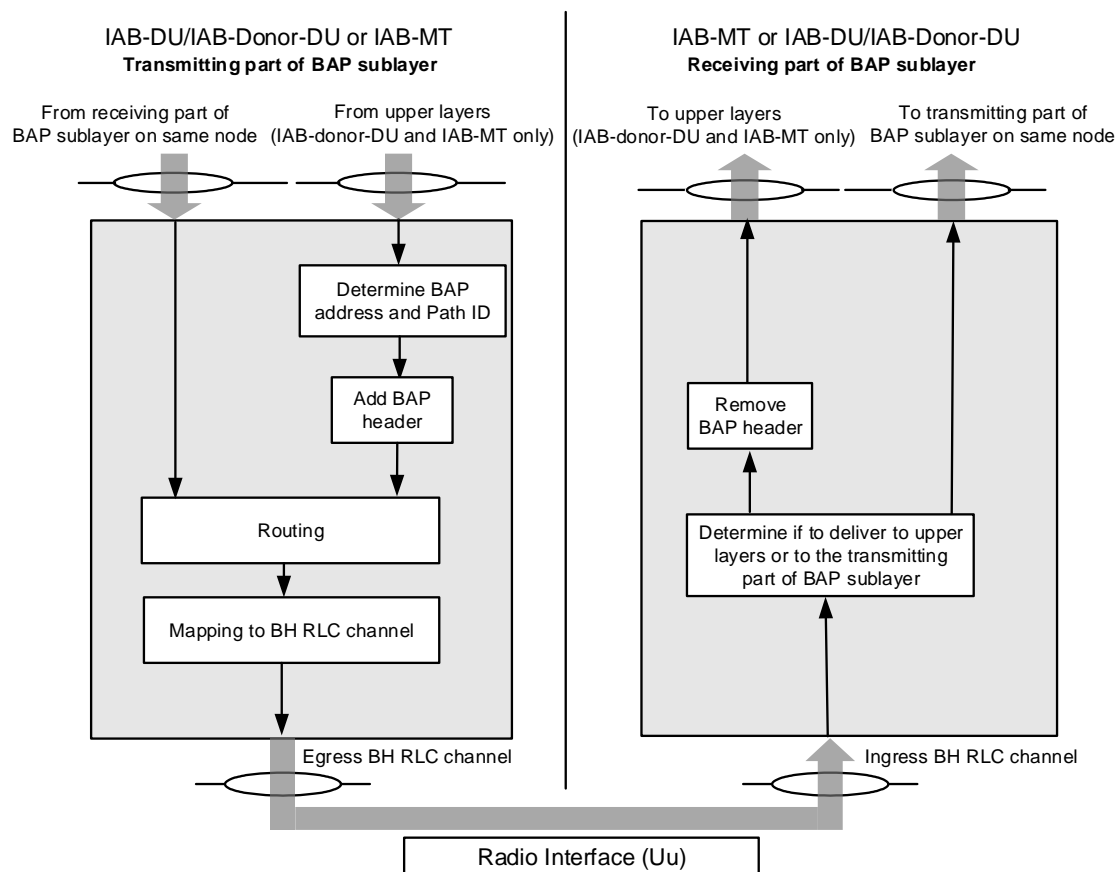 IAB-DU/IAB-Donor-DU or IAB-MT
Transmitting part of BAP sublayer
From receiving part of
BAP sublayer on same node
From upper layers
(IAB-donor-DU and IAB-MT only)
Determine BAP
address and Path ID
Add BAP
header
Routing
Mapping to BH RLC channel
Egress BH RLC channel
IAB-MT or IAB-DU/IAB-Donor-DU
Receiving part of BAP sublayer
To upper layers
(IAB-donor-DU and IAB-MT only)
To transmitting part of
BAP sublayer on same node
Remove
BAP header
Determine if to deliver to upper
layers or to the transmitting
part of BAP sublayer
Ingress BH RLC channel
Radio Interface (Uu)